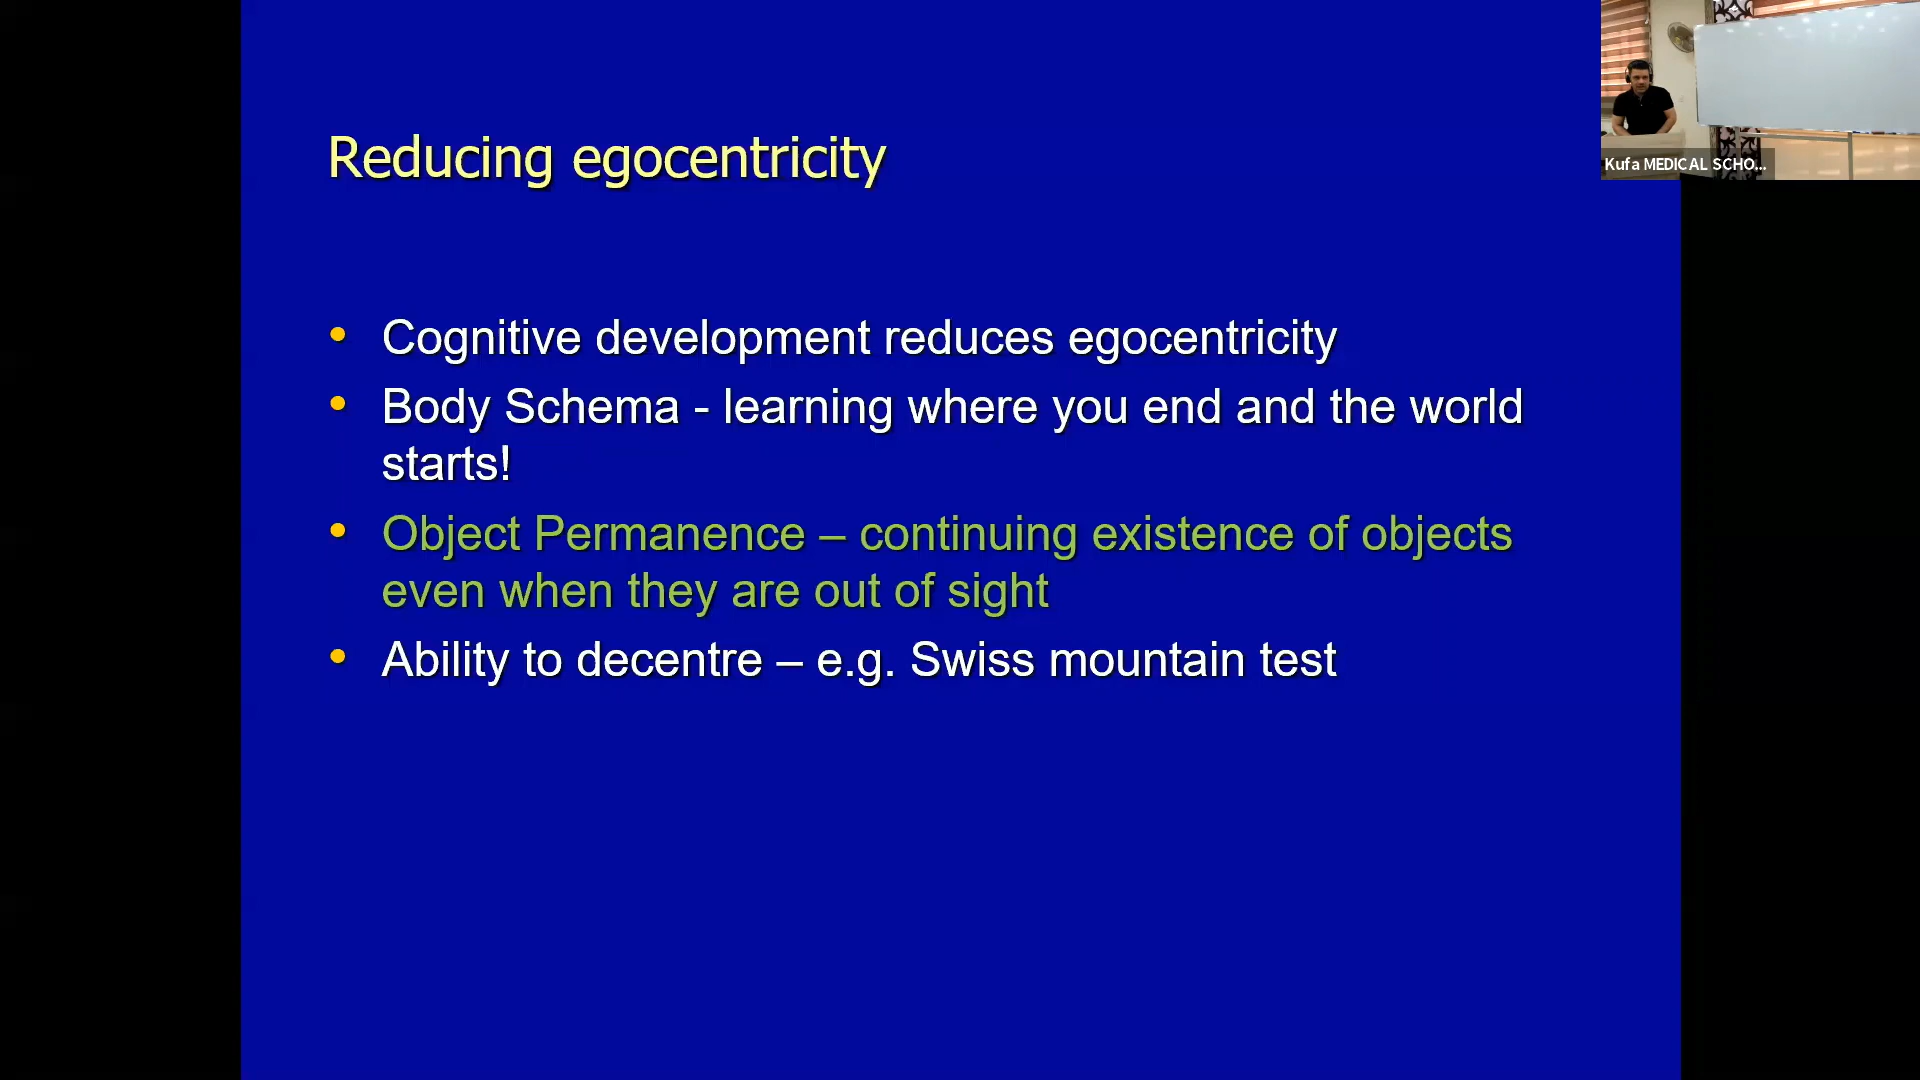 Reducing egocentricity
• Cognitive development reduces egocentricity
• Body Schema - learning where you end and the world
starts!
• Object Permanence – continuing existence of objects
even when they are out of sight
• Ability to decentre – e.g. Swiss mountain test
Kufa MEDICAL SCHO...